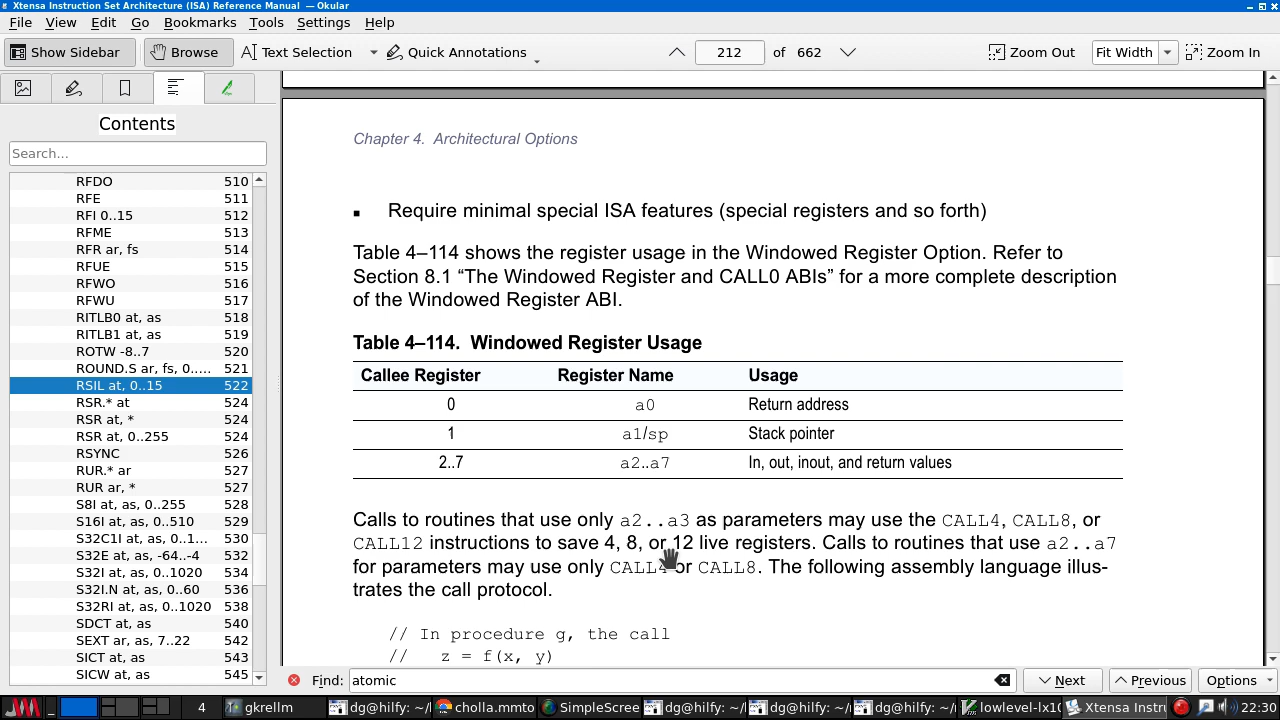 Xtensa Instruction Set Architecture (ISA) Reference Manual — Okular
File View Edit Go Bookmarks Tools Settings Help
Show Sidebar Browse Text Selection Quick Annotations 212 of 662 Zoom Out Fit Width Zoom In
Contents
Search...
RFDO 510
RFE 511
RFI 0..15 512
RFME 513
RFR ar, fs 514
RFUE 515
RFWO 516
RFWU 517
RITLB0 at, as 518
RITLB1 at, as 519
ROTW -8..7 520
ROUND.S ar, fs, 0..... 521
RSIL at, 0..15 522
RSR.* at 524
RSR at, * 524
RSR at, 0..255 524
RSYNC 526
RUR.* ar 527
RUR ar, * 527
S8I at, as, 0..255 528
S16I at, as, 0..510 529
S32C1I at, as, 0..1... 530
S32E at, as, -64..-4 532
S32I at, as, 0..1020 534
S32I.N at, as, 0..60 536
S32RI at, as, 0..1020 538
SDCT at, as 540
SEXT ar, as, 7..22 542
SICT at, as 543
SICW at, as 545
Chapter 4. Architectural Options
▪ Require minimal special ISA features (special registers and so forth)
Table 4–114 shows the register usage in the Windowed Register Option. Refer to
Section 8.1 “The Windowed Register and CALL0 ABIs” for a more complete description
of the Windowed Register ABI.
Table 4–114. Windowed Register Usage
Callee Register Register Name Usage
0 a0 Return address
1 a1/sp Stack pointer
2..7 a2..a7 In, out, inout, and return values
Calls to routines that use only a2..a3 as parameters may use the CALL4, CALL8, or
CALL12 instructions to save 4, 8, or 12 live registers. Calls to routines that use a2..a7
for parameters may use only CALL4 or CALL8. The following assembly language illus-
trates the call protocol.
// In procedure g, the call
// z = f(x, y)
Find: atomic Next Previous Options
4 gkrellm dg@hilfy: ~/ cholla.mmto SimpleScree dg@hilfy: ~/ dg@hilfy: ~/ dg@hilfy: ~/ lowlevel-lx10 Xtensa Instr 22:30